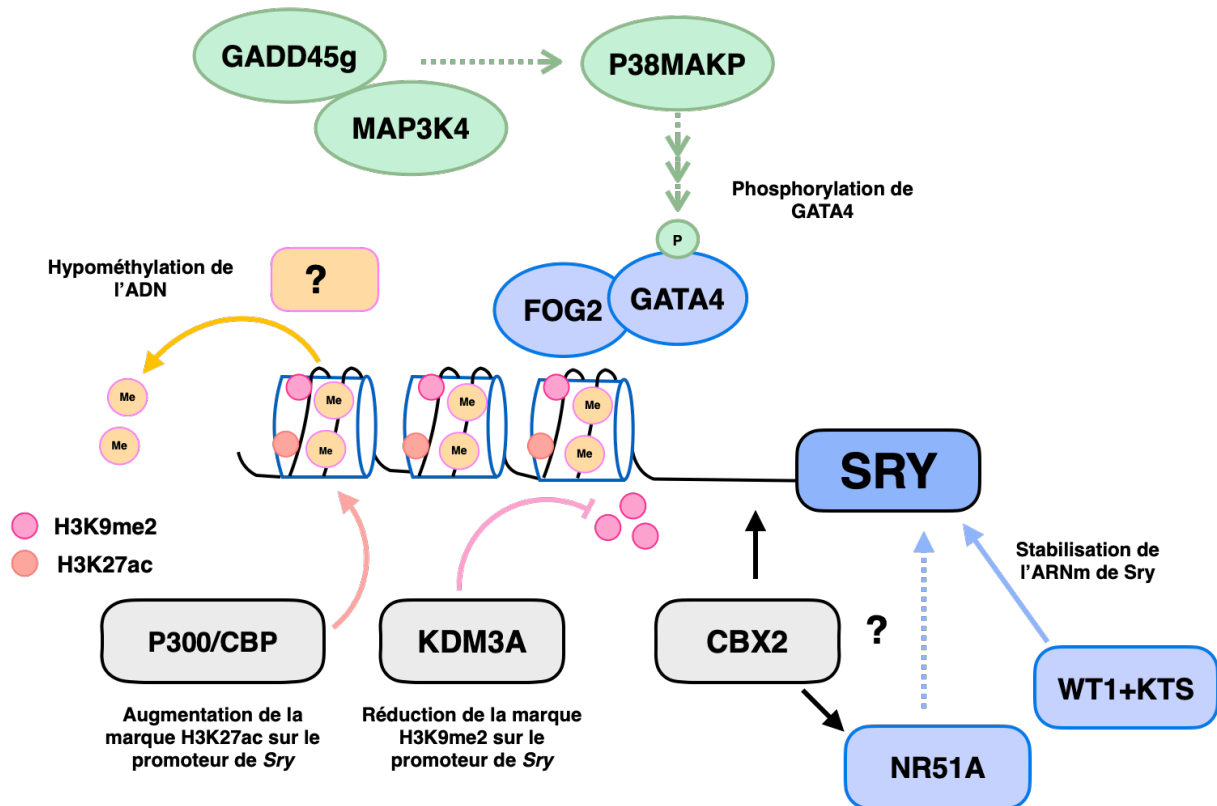 GADD45g
P38MAKP
MAP3K4
Phosphorylation de
GATA4
P
Hypométhylation de
l'ADN
?
FOG2
GATA4
Me
Me
Me
Me
Me
Me
Me
Me
SRY
H3K9me2
H3K27ac
Stabilisation de
l'ARNm de Sry
P300/CBP
KDM3A
CBX2
?
WT1+KTS
Augmentation de la
marque H3K27ac sur le
promoteur de Sry
Réduction de la marque
H3K9me2 sur le
promoteur de Sry
NR51A